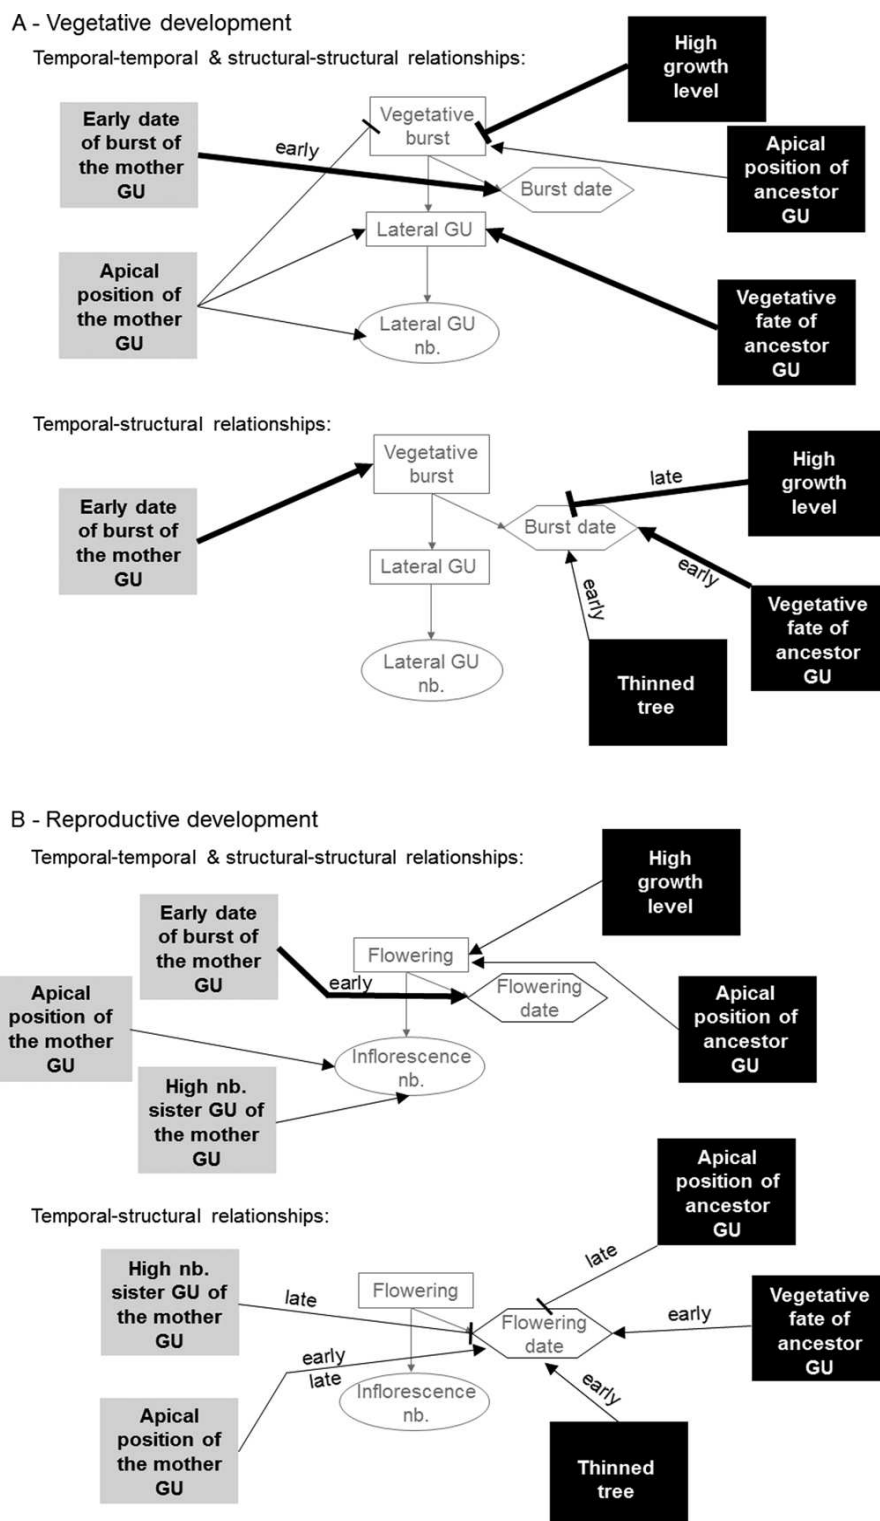 A - Vegetative development
Temporal-temporal & structural-structural relationships:
High
growth
level
Early date
of burst of
the mother
GU
early
Vegetative
burst
Apical
position of
ancestor
GU
Burst date
Lateral GU
Apical
position of
the mother
GU
Vegetative
fate of
ancestor
GU
Lateral GU
nb.
Temporal-structural relationships:
Vegetative
burst
High
growth
level
late
Early date
of burst of
the mother
GU
Burst date
Lateral GU
early
early
Vegetative
fate of
ancestor
GU
Lateral GU
nb.
Thinned
tree
B - Reproductive development
Temporal-temporal & structural-structural relationships:
High
growth
level
Early date
of burst of
the mother
GU
Flowering
early
Flowering
date
Apical
position of
the mother
GU
Apical
position of
ancestor
GU
Inflorescence
nb.
High nb.
sister GU of
the mother
GU
Apical
position of
ancestor
GU
Temporal-structural relationships:
High nb.
sister GU of
the mother
GU
late
Flowering
late
Flowering
date
early
Vegetative
fate of
ancestor
GU
early
late
Inflorescence
nb.
early
Apical
position of
the mother
GU
Thinned
tree